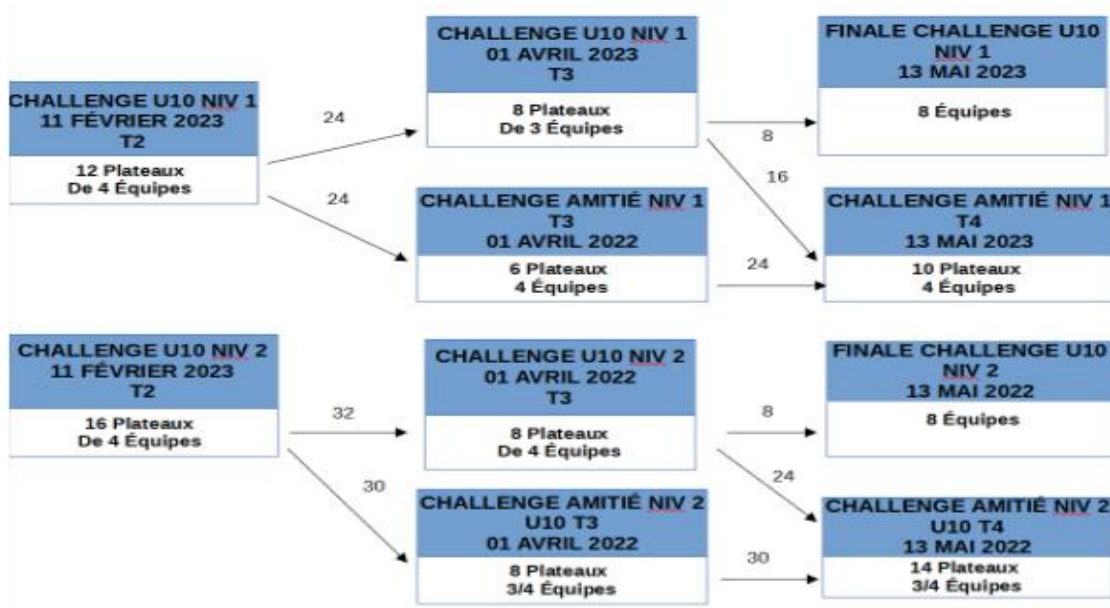 CHALLENGE U10 NIV 1
11 FÉVRIER 2023
T2
12 Plateaux
De 4 Équipes
24
24
CHALLENGE U10 NIV 1
01 AVRIL 2023
T3
8 Plateaux
De 3 Équipes
CHALLENGE AMITIÉ NIV 1
T3
01 AVRIL 2022
6 Plateaux
4 Équipes
8
16
24
FINALE CHALLENGE U10
NIV 1
13 MAI 2023
8 Équipes
CHALLENGE AMITIÉ NIV 1
T4
13 MAI 2023
10 Plateaux
4 Équipes
CHALLENGE U10 NIV 2
11 FÉVRIER 2023
T2
16 Plateaux
De 4 Équipes
32
30
CHALLENGE U10 NIV 2
01 AVRIL 2022
T3
8 Plateaux
De 4 Équipes
CHALLENGE AMITIÉ NIV 2
U10 T3
01 AVRIL 2022
8 Plateaux
3/4 Équipes
8
24
30
FINALE CHALLENGE U10
NIV 2
13 MAI 2022
8 Équipes
CHALLENGE AMITIÉ NIV 2
U10 T4
13 MAI 2022
14 Plateaux
3/4 Équipes